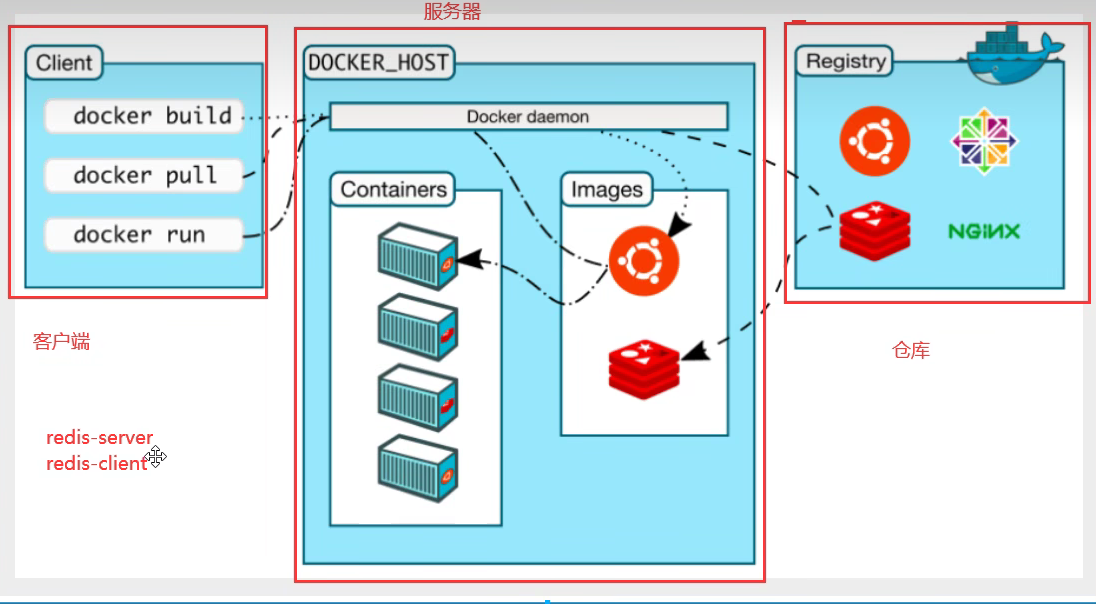 服务器
Client
docker build
docker pull
docker run
DOCKER_HOST
Docker daemon
Containers
Images
Registry
NGINX
客户端
仓库
redis-server
redis-client